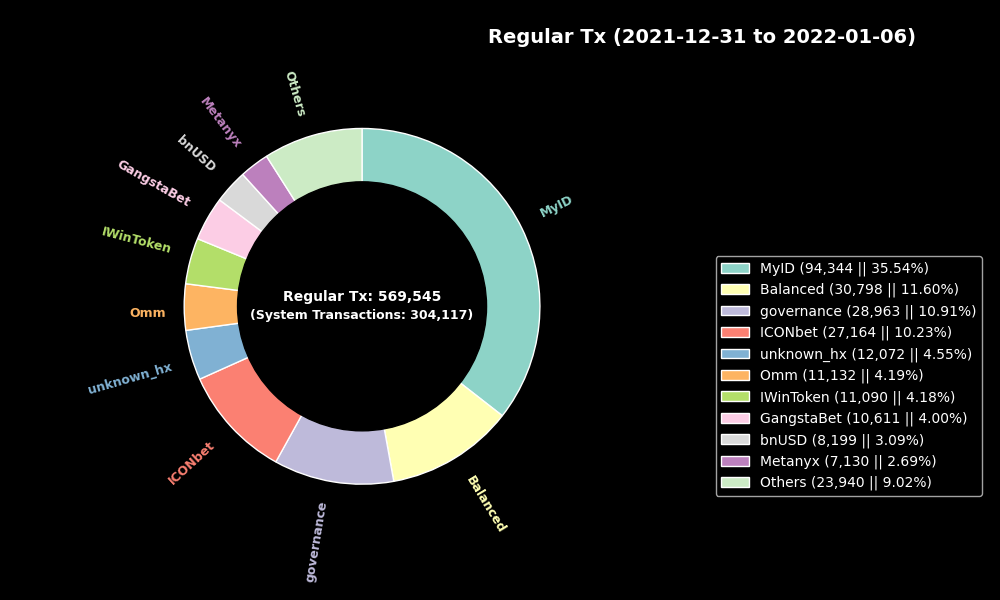 Regular Tx (2021-12-31 to 2022-01-06)
Others
Metanyx
bnUSD
GangstaBet
IWinToken
Omm
unknown_hx
ICONbet
governance
Balanced
MyID
Regular Tx: 569,545
(System Transactions: 304,117)
MyID (94,344 || 35.54%)
Balanced (30,798 || 11.60%)
governance (28,963 || 10.91%)
ICONbet (27,164 || 10.23%)
unknown_hx (12,072 || 4.55%)
Omm (11,132 || 4.19%)
IWinToken (11,090 || 4.18%)
GangstaBet (10,611 || 4.00%)
bnUSD (8,199 || 3.09%)
Metanyx (7,130 || 2.69%)
Others (23,940 || 9.02%)